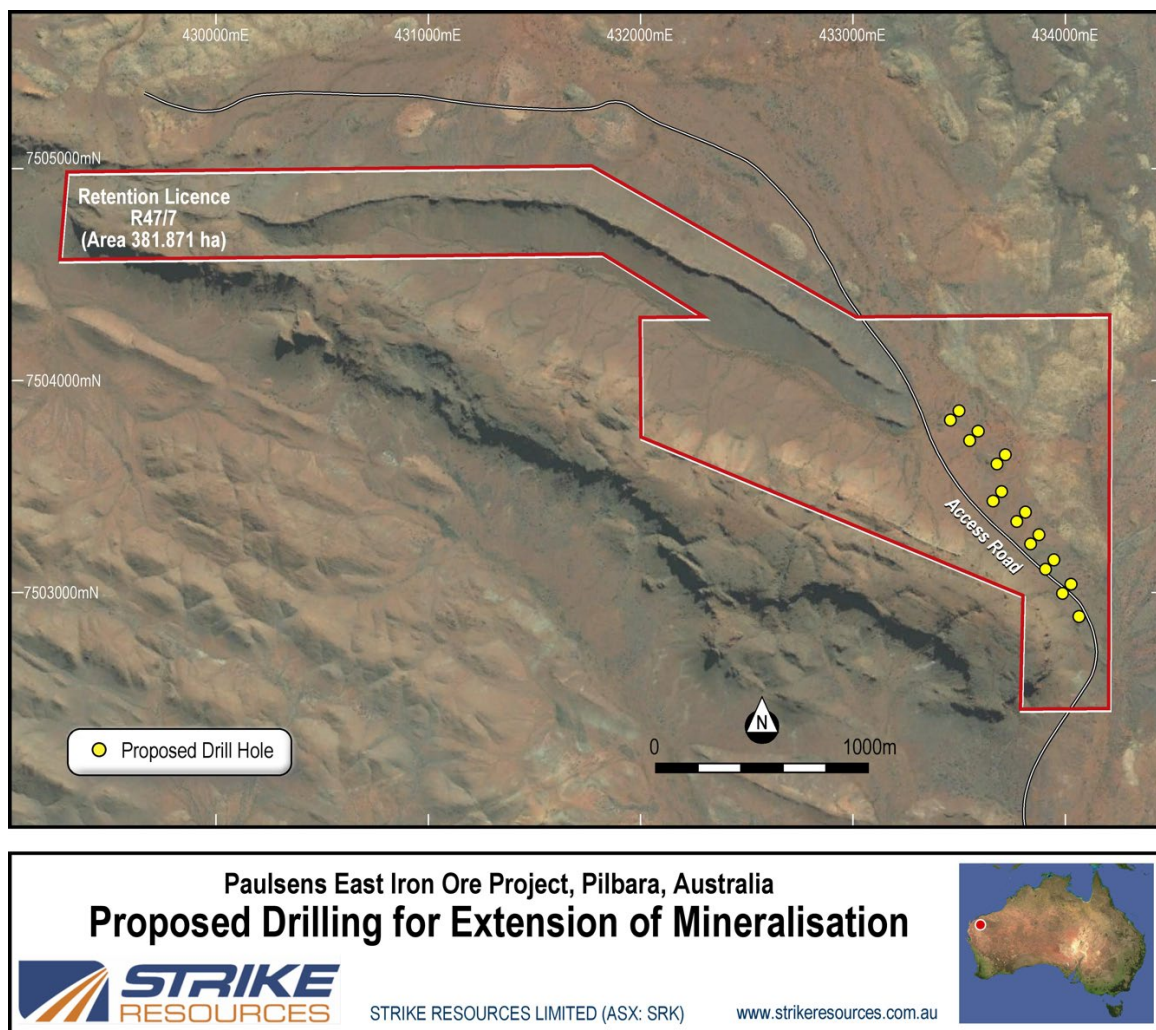 430000mE
431000mE
432000mE
433000mE
434000mE
7505000mN
Retention Licence
R47/7
(Area 381.871 ha)
7504000mN
Access Road
7503000mN
N
Proposed Drill Hole
0
1000m
Paulsens East Iron Ore Project, Pilbara, Australia
Proposed Drilling for Extension of Mineralisation
STRIKE
RESOURCES
STRIKE RESOURCES LIMITED (ASX: SRK)
www.strikeresources.com.au